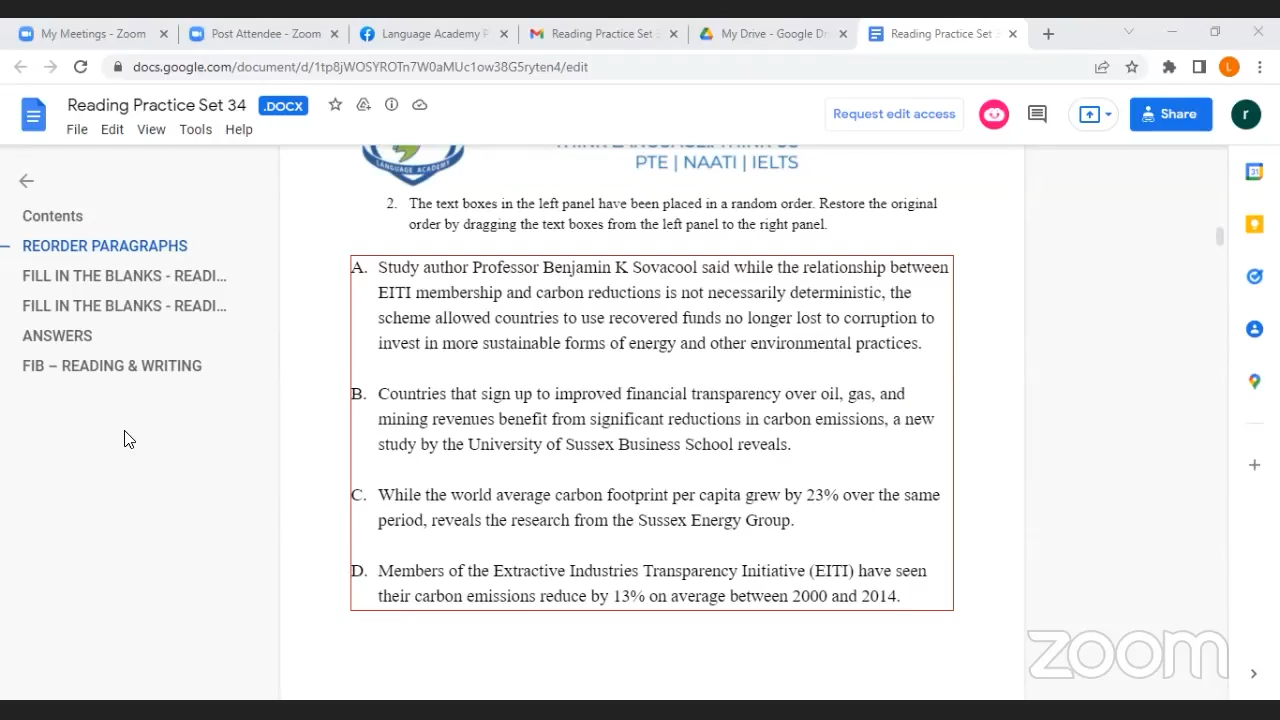 My Meetings - Zoom
Post Attendee - Zoom
Language Academy P
Reading Practice Set
My Drive - Google Dr
Reading Practice Set
docs.google.com/document/d/1tp8jWOSYROTn7W0aMUc1ow38G5ryten4/edit
L
Reading Practice Set 34
.DOCX
File Edit View Tools Help
Request edit access
Share
r
LANGUAGE ACADEMY
PTE | NAATI | IELTS
Contents
REORDER PARAGRAPHS
FILL IN THE BLANKS - READI...
FILL IN THE BLANKS - READI...
ANSWERS
FIB – READING & WRITING
2. The text boxes in the left panel have been placed in a random order. Restore the original
order by dragging the text boxes from the left panel to the right panel.
A. Study author Professor Benjamin K Sovacool said while the relationship between
EITI membership and carbon reductions is not necessarily deterministic, the
scheme allowed countries to use recovered funds no longer lost to corruption to
invest in more sustainable forms of energy and other environmental practices.
B. Countries that sign up to improved financial transparency over oil, gas, and
mining revenues benefit from significant reductions in carbon emissions, a new
study by the University of Sussex Business School reveals.
C. While the world average carbon footprint per capita grew by 23% over the same
period, reveals the research from the Sussex Energy Group.
D. Members of the Extractive Industries Transparency Initiative (EITI) have seen
their carbon emissions reduce by 13% on average between 2000 and 2014.
31
zoom